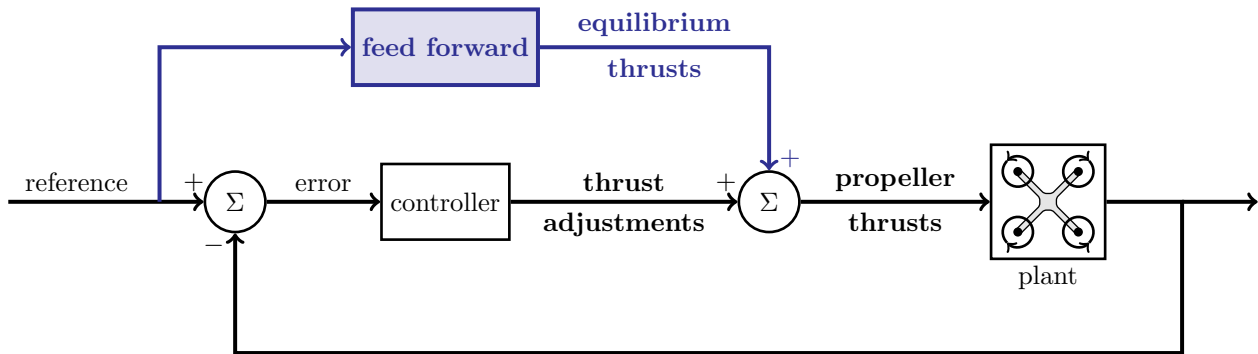 equilibrium
feed forward
thrusts
reference
+
Σ
−
error
controller
thrust
adjustments
+
+
Σ
propeller
thrusts
plant